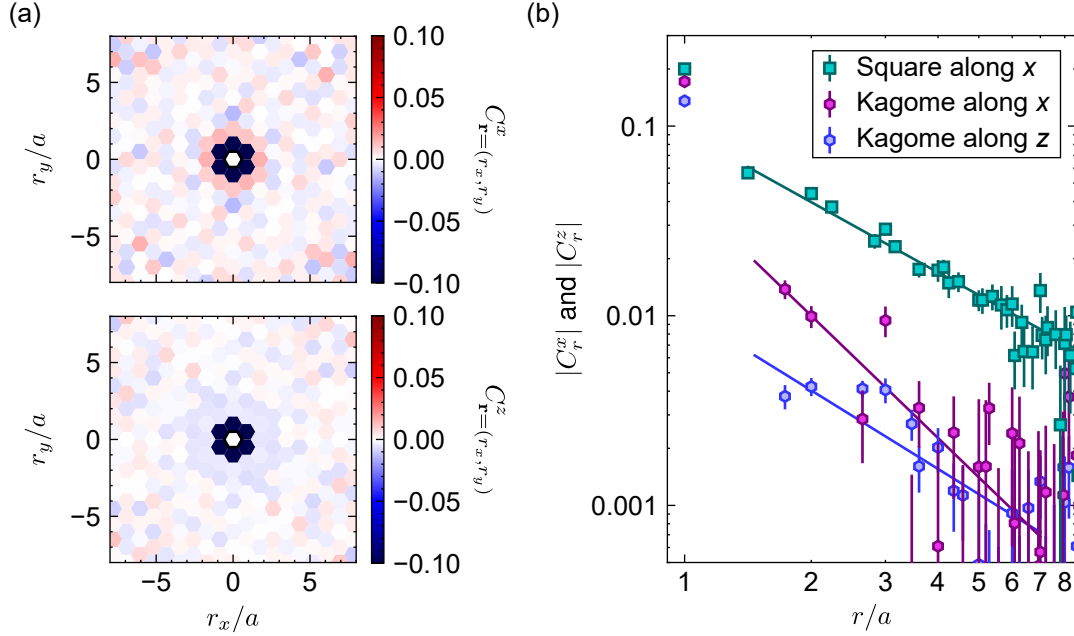 (a)
5
0
−5
r_y/a
0.10
0.05
0.00
−0.05
−0.10
C^x_{r=(r_x,r_y)}
5
0
−5
r_y/a
−5
0
5
r_x/a
0.10
0.05
0.00
−0.05
−0.10
C^z_{r=(r_x,r_y)}
(b)
Square along x
Kagome along x
Kagome along z
0.1
0.01
0.001
|C^x_r| and |C^z_r|
1 2 3 4 5 6 7 8
r/a